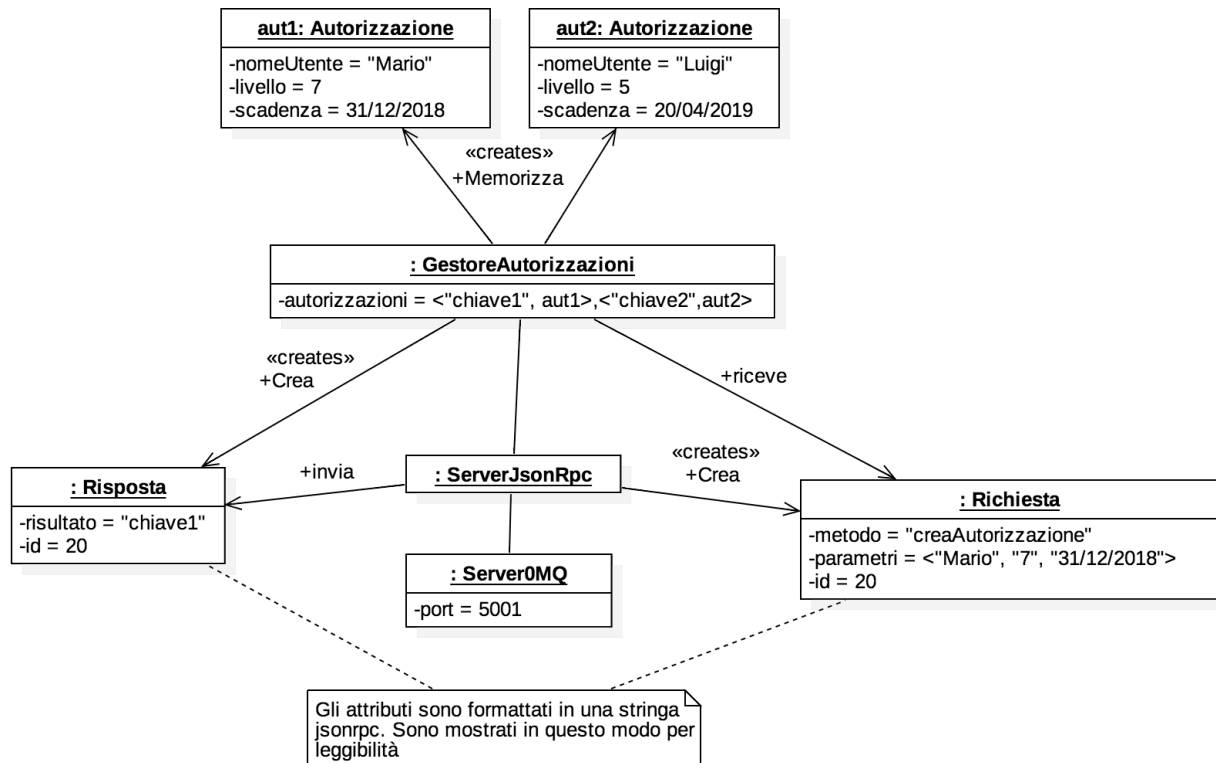 aut1: Autorizzazione
-nomeUtente = "Mario"
-livello = 7
-scadenza = 31/12/2018
aut2: Autorizzazione
-nomeUtente = "Luigi"
-livello = 5
-scadenza = 20/04/2019
«creates»
+Memorizza
: GestoreAutorizzazioni
-autorizzazioni = <"chiave1", aut1>,<"chiave2",aut2>
«creates»
+Crea
+riceve
+invia
«creates»
+Crea
: Risposta
-risultato = "chiave1"
-id = 20
: ServerJsonRpc
: Richiesta
-metodo = "creaAutorizzazione"
-parametri = <"Mario", "7", "31/12/2018">
-id = 20
: Server0MQ
-port = 5001
Gli attributi sono formattati in una stringa
jsonrpc. Sono mostrati in questo modo per
leggibilità